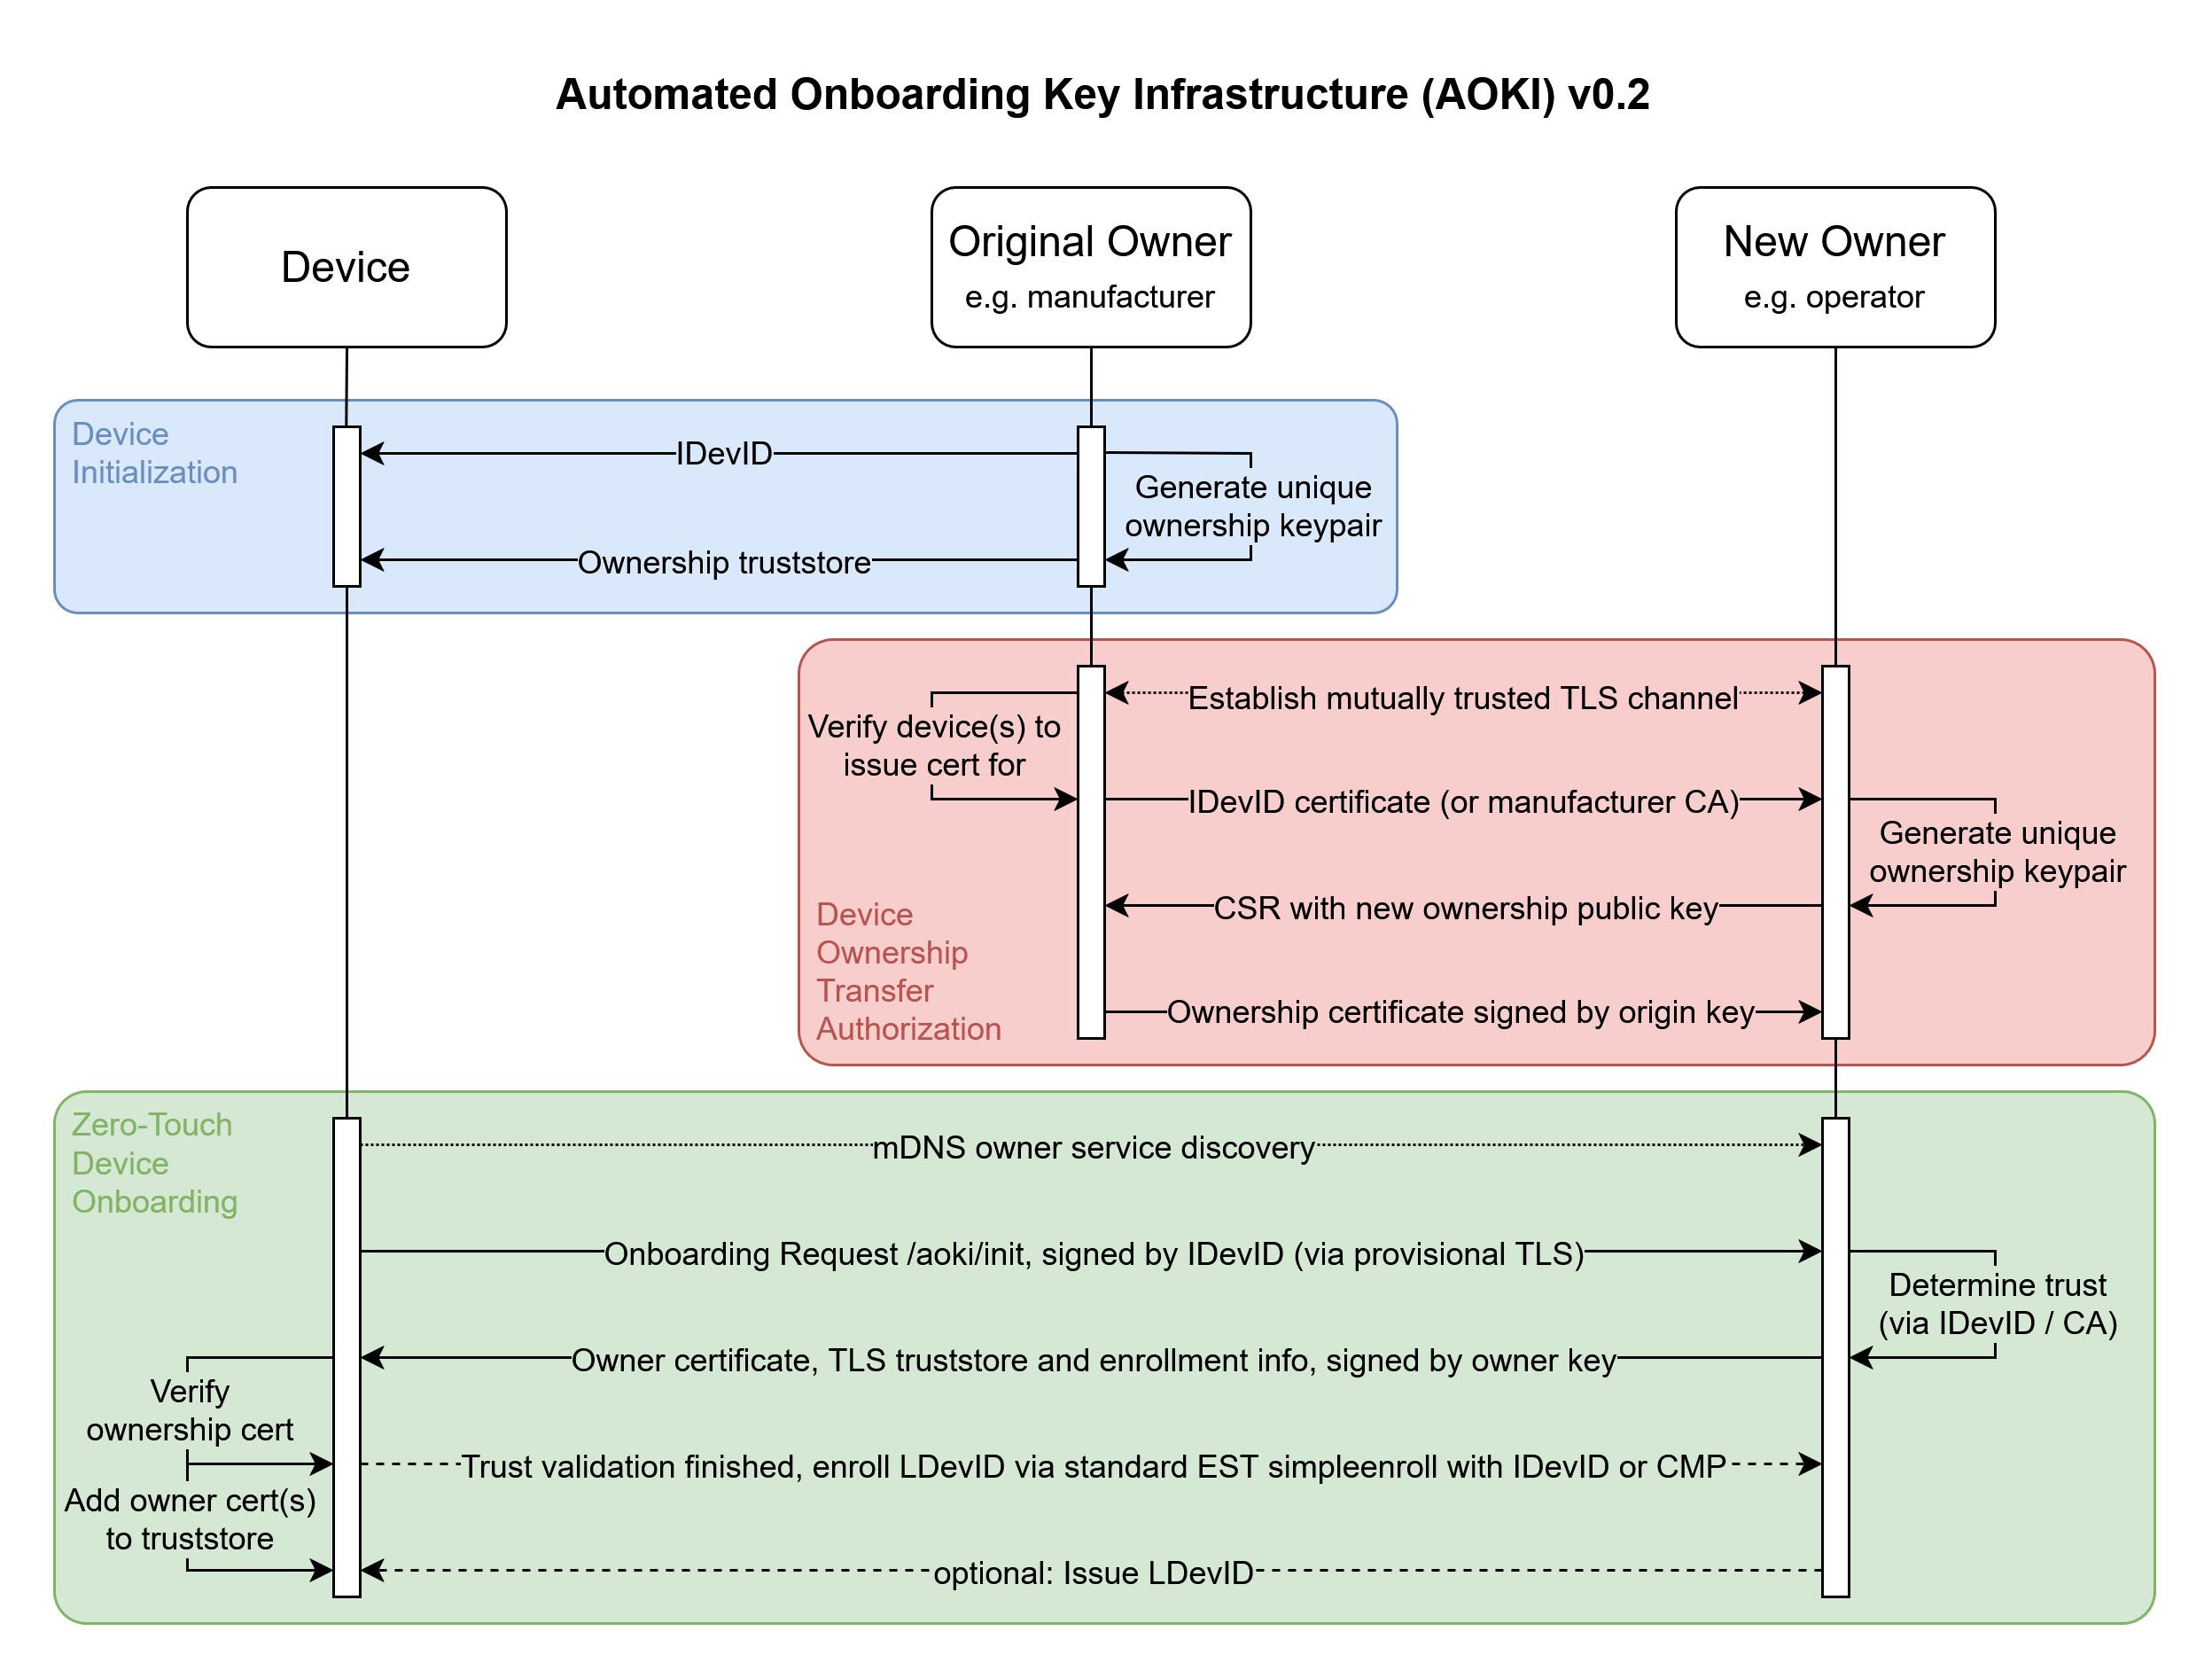 Automated Onboarding Key Infrastructure (AOKI) v0.2
Device
Original Owner
e.g. manufacturer
New Owner
e.g. operator
Device
Initialization
IDevID
Generate unique
ownership keypair
Ownership truststore
Establish mutually trusted TLS channel
Verify device(s) to
issue cert for
IDevID certificate (or manufacturer CA)
Generate unique
ownership keypair
CSR with new ownership public key
Device
Ownership
Transfer
Authorization
Ownership certificate signed by origin key
Zero-Touch
Device
Onboarding
mDNS owner service discovery
Onboarding Request /aoki/init, signed by IDevID (via provisional TLS)
Determine trust
(via IDevID / CA)
Owner certificate, TLS truststore and enrollment info, signed by owner key
Verify
ownership cert
Trust validation finished, enroll LDevID via standard EST simpleenroll with IDevID or CMP
Add owner cert(s)
to truststore
optional: Issue LDevID